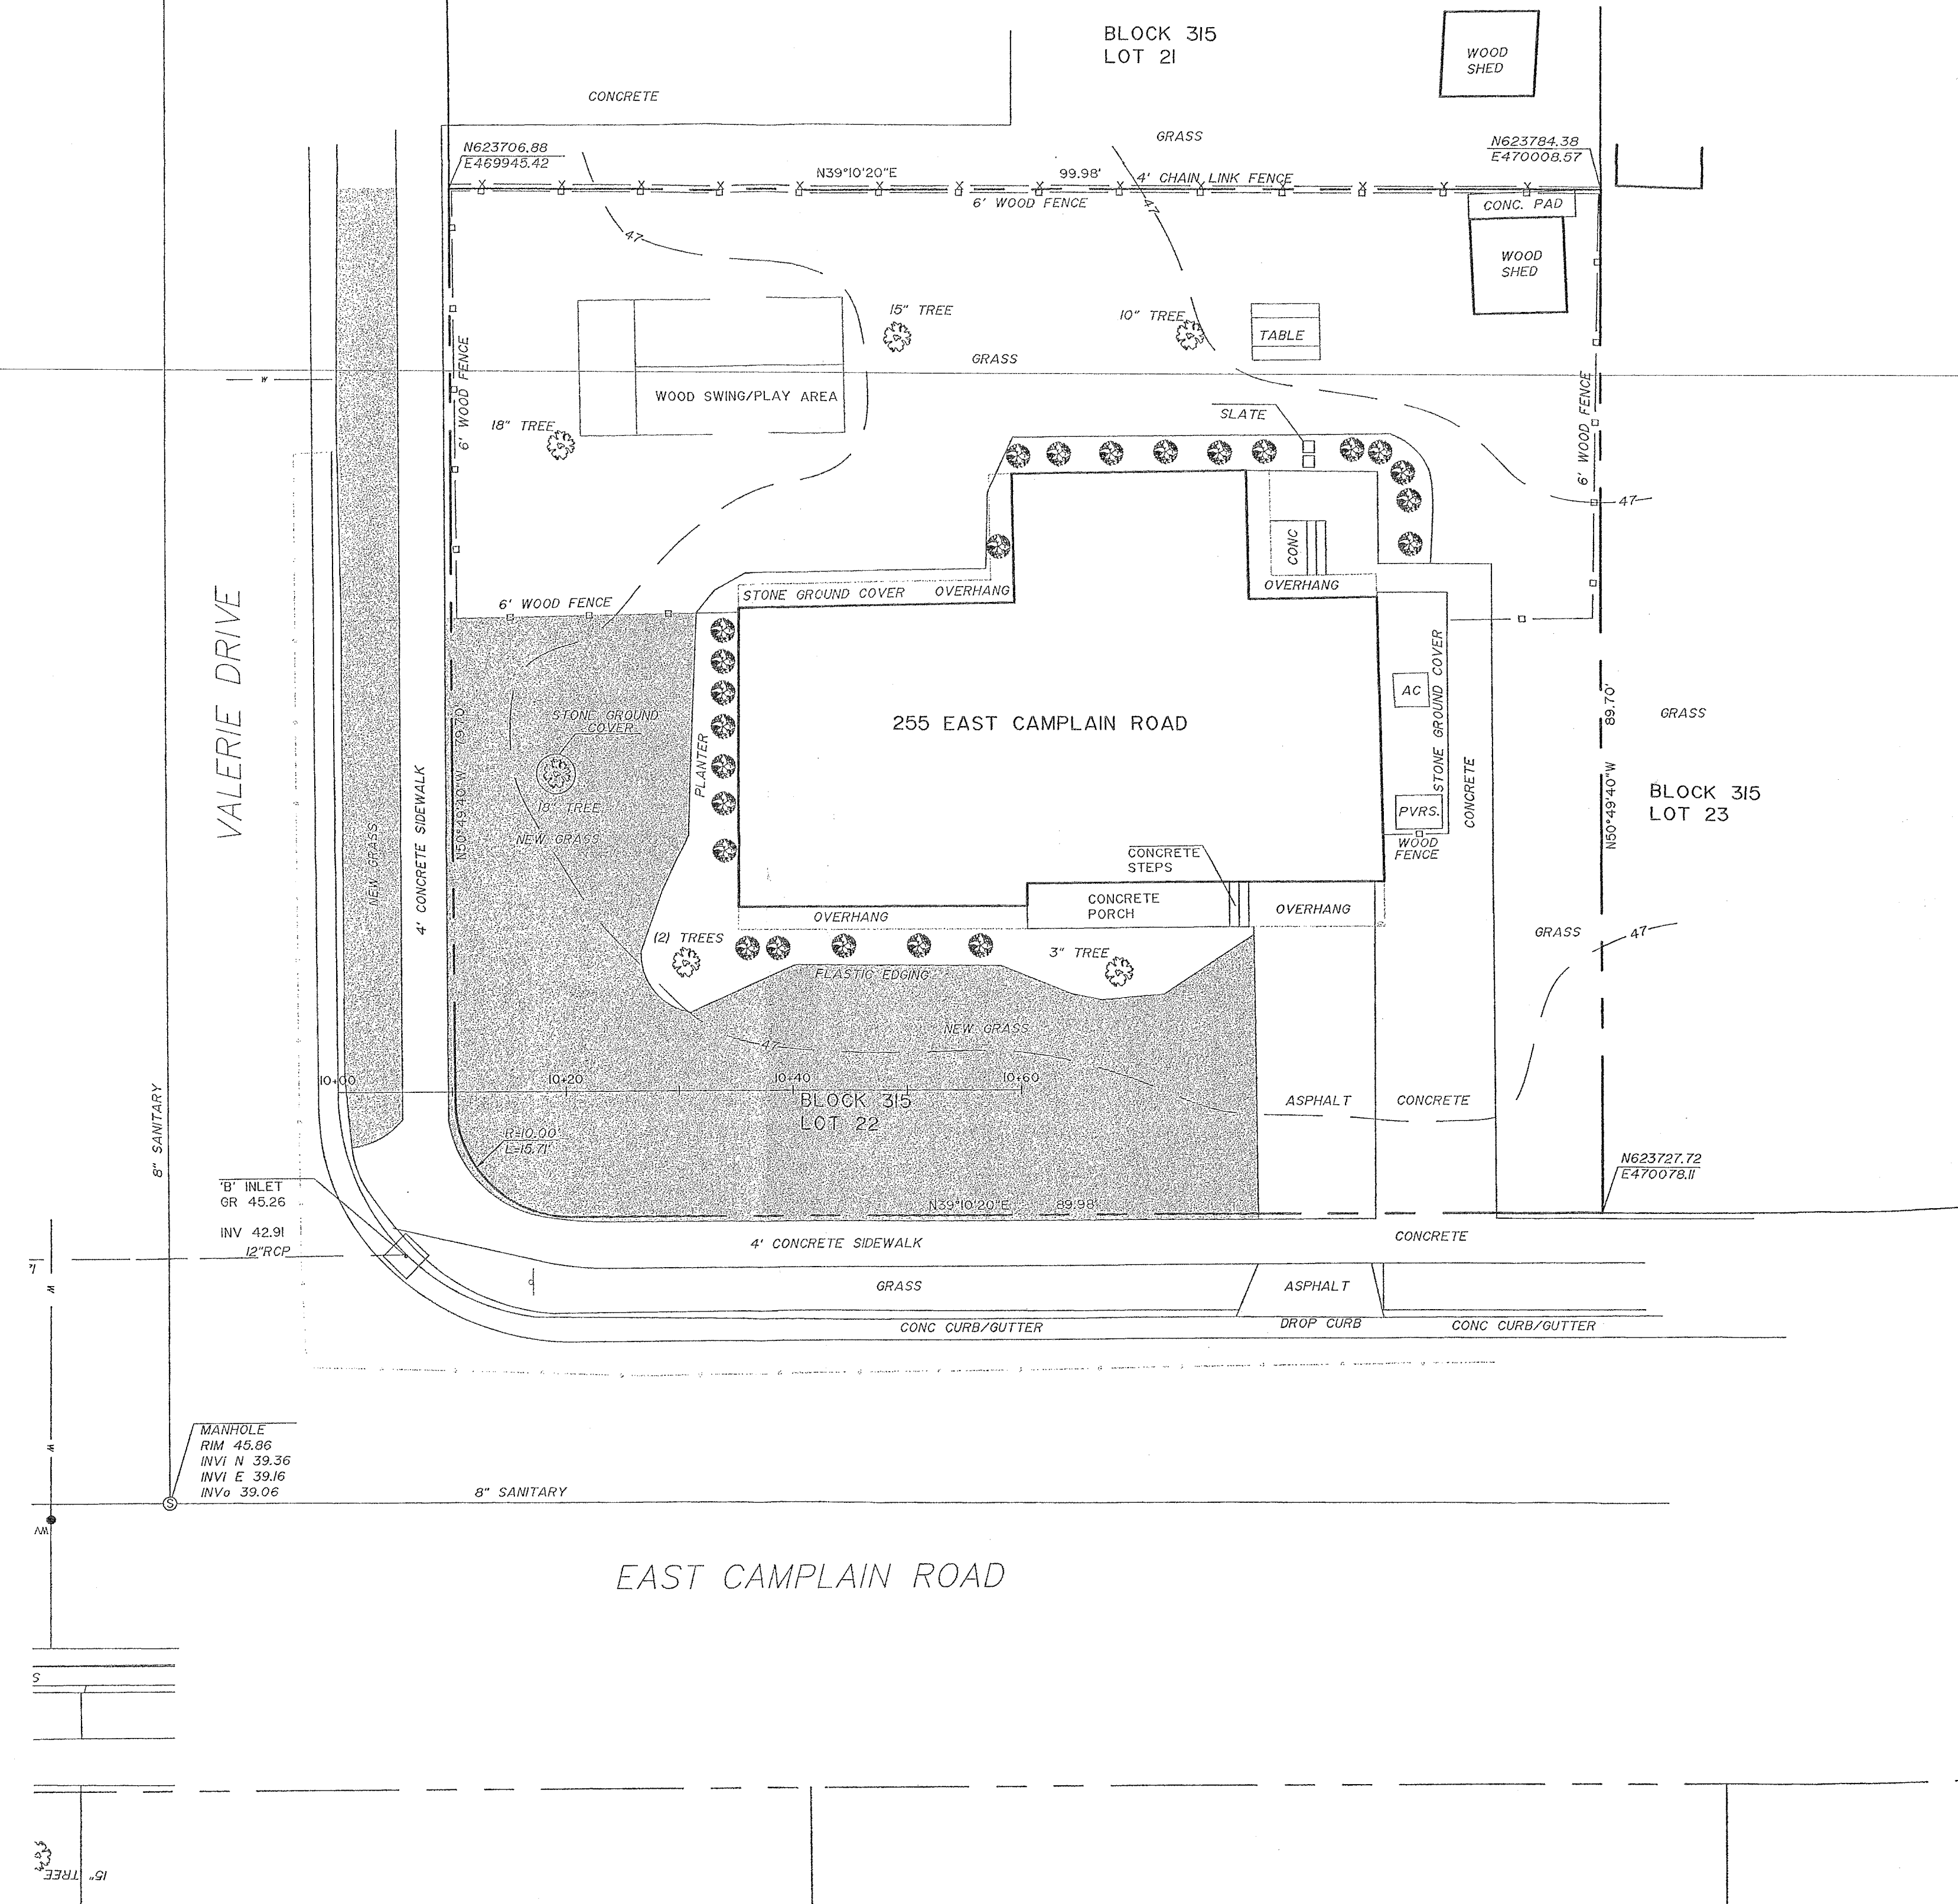 BLOCK 315
LOT 21
WOOD
SHED
CONCRETE
GRASS
N623706.88
E469945.42
N39°10'20"E
99.98'
4' CHAIN LINK FENCE
N623784.38
E470008.57
6' WOOD FENCE
47
47
CONC. PAD
WOOD
SHED
15" TREE
10" TREE
TABLE
GRASS
W
6' WOOD FENCE
WOOD SWING/PLAY AREA
18" TREE
SLATE
6' WOOD FENCE
47
CONC
OVERHANG
STONE GROUND COVER
OVERHANG
6' WOOD FENCE
VALERIE DRIVE
STONE GROUND
COVER
18" TREE
NEW GRASS
PLANTER
255 EAST CAMPLAIN ROAD
AC
STONE GROUND COVER
PVRS.
WOOD
FENCE
CONCRETE
N50°49'40"W 89.70'
GRASS
BLOCK 315
LOT 23
NEW GRASS
4' CONCRETE SIDEWALK
N50°49'40"W 79.70'
CONCRETE
STEPS
CONCRETE
PORCH
OVERHANG
OVERHANG
(2) TREES
3" TREE
PLASTIC EDGING
GRASS
47
NEW GRASS
47
10+00
10+20
10+40
10+60
BLOCK 315
LOT 22
ASPHALT
CONCRETE
8" SANITARY
R=10.00'
L=15.71'
N623727.72
E470078.11
'B' INLET
GR 45.26
INV 42.91
12"RCP
N39°10'20"E
89.98'
4' CONCRETE SIDEWALK
CONCRETE
GRASS
ASPHALT
CONC CURB/GUTTER
DROP CURB
CONC CURB/GUTTER
W
W
MANHOLE
RIM 45.86
INVi N 39.36
INVi E 39.16
INVo 39.06
S
8" SANITARY
WV
EAST CAMPLAIN ROAD
S
15" TREE